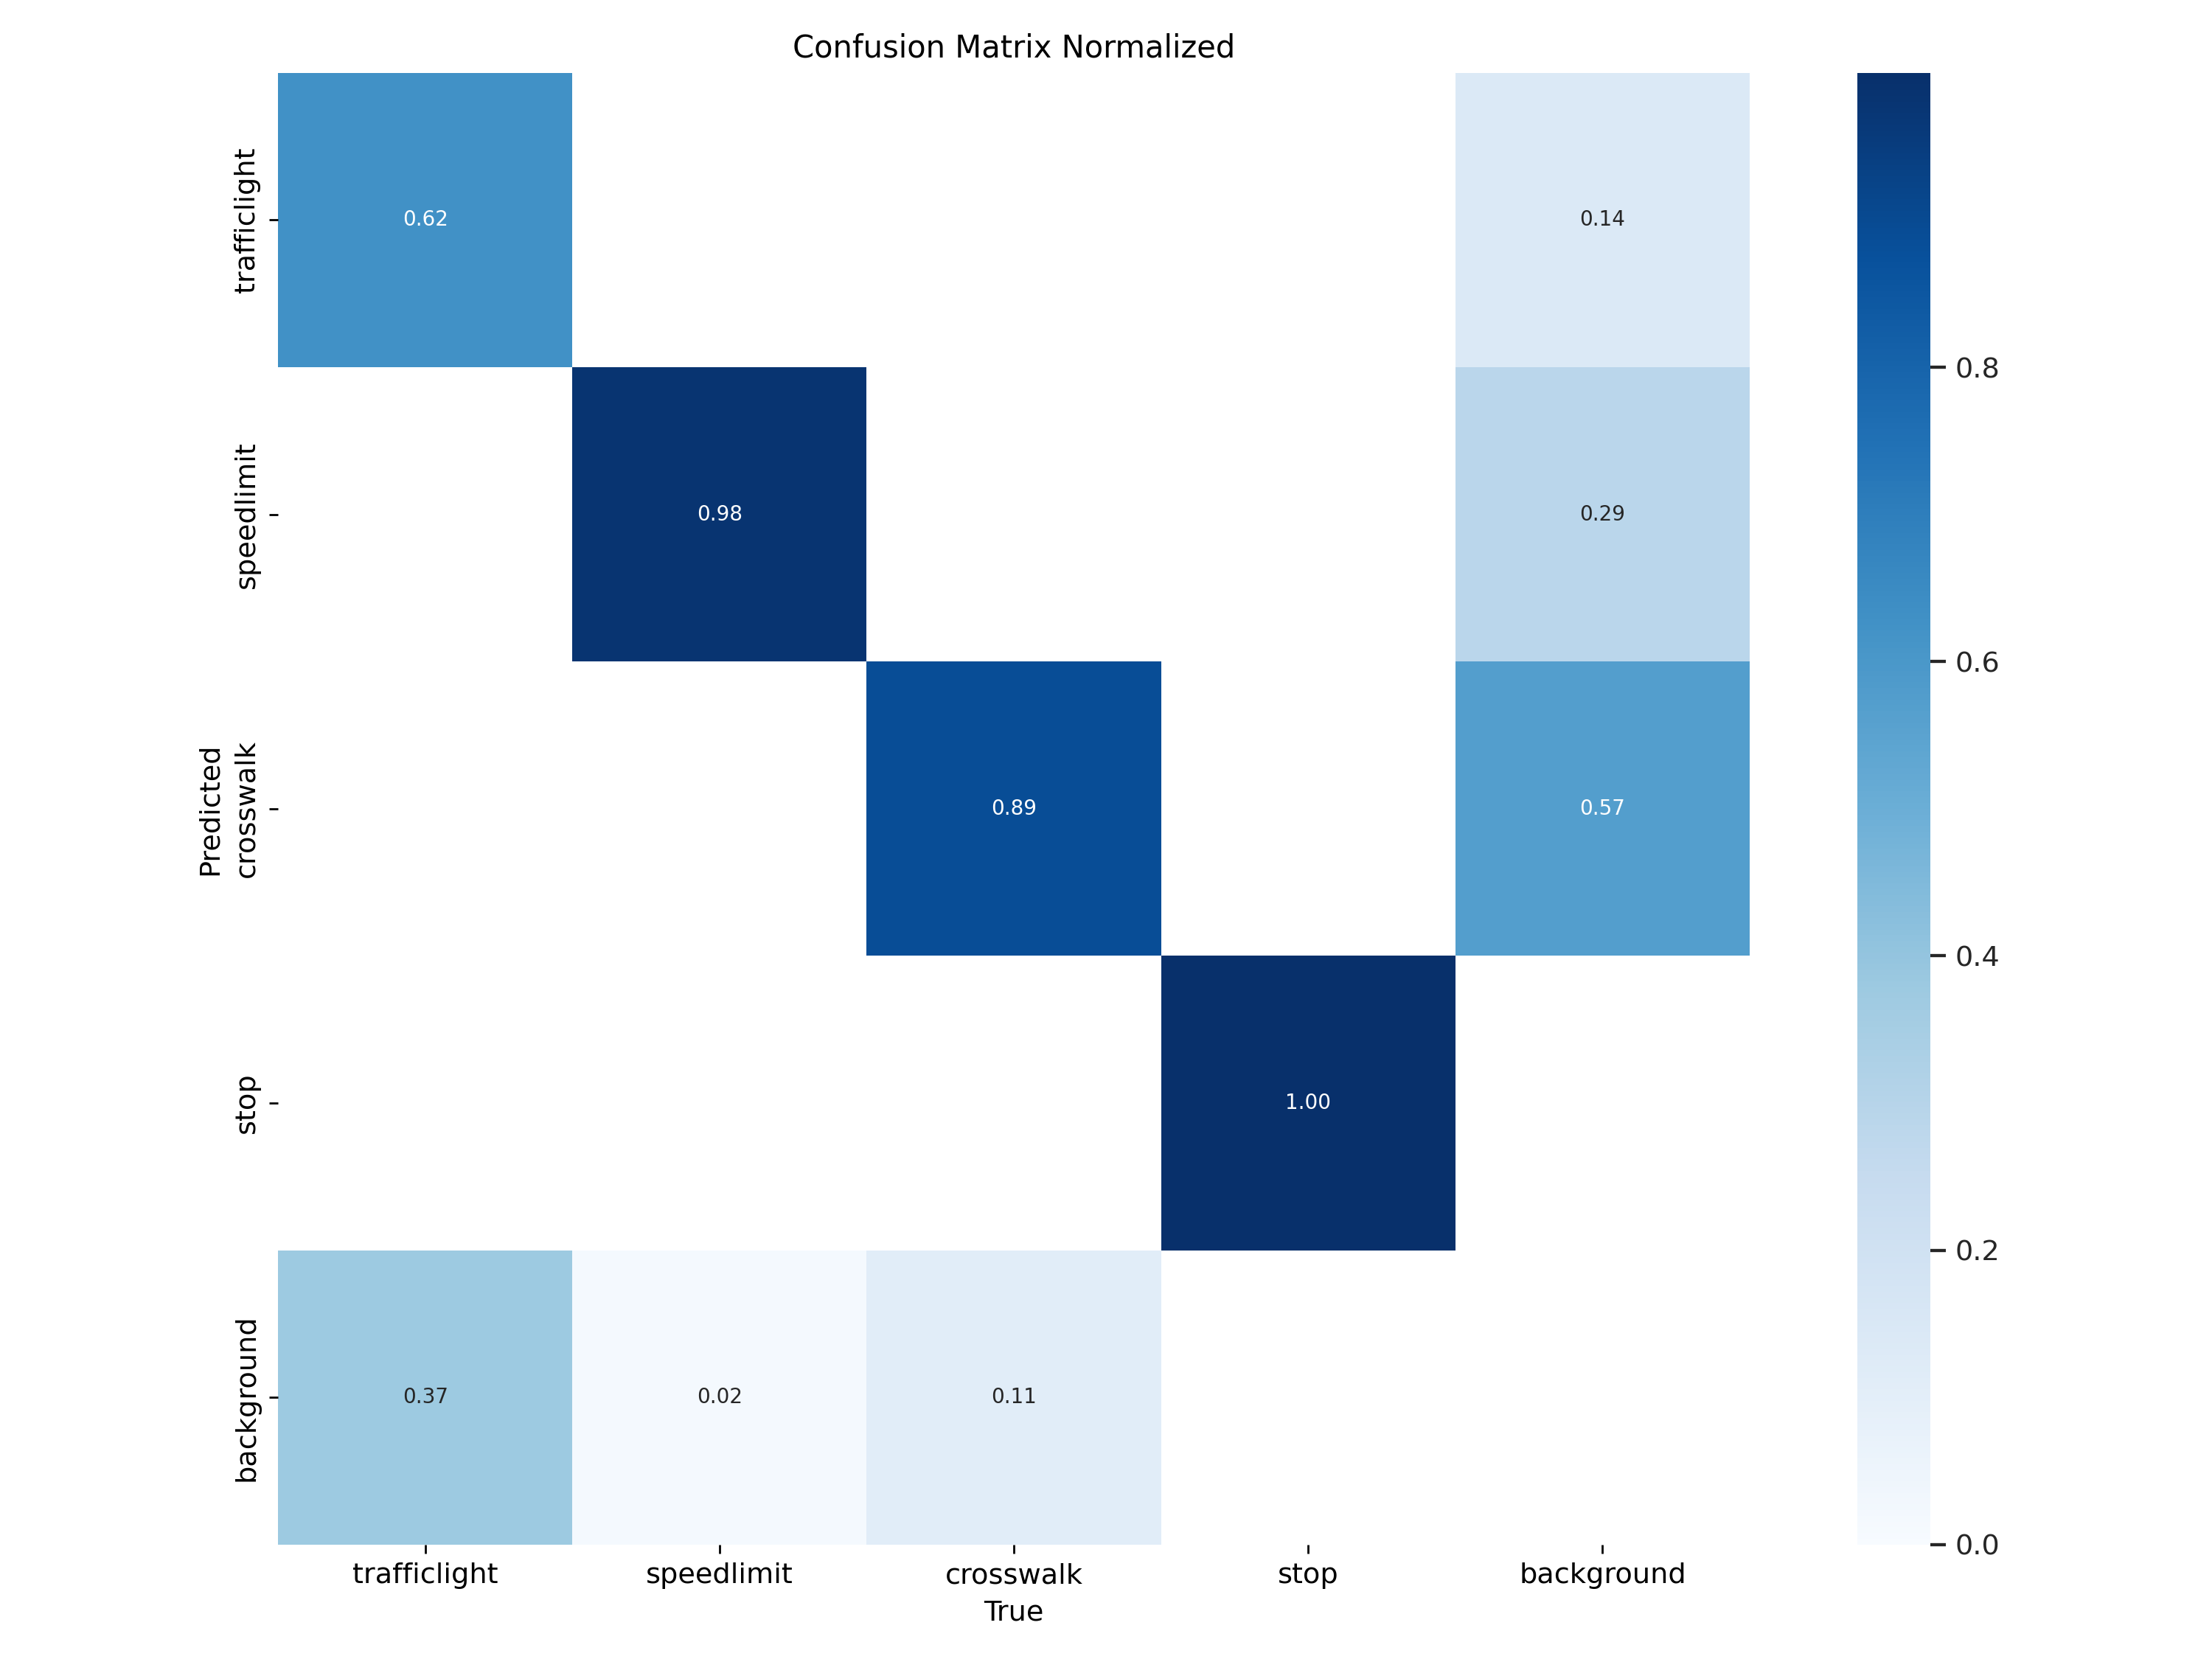 Confusion Matrix Normalized
trafficlight
0.62
0.14
speedlimit
0.98
0.29
0.8
0.6
Predicted
crosswalk
0.89
0.57
0.4
stop
1.00
0.2
background
0.37
0.02
0.11
0.0
trafficlight
speedlimit
crosswalk
stop
background
True